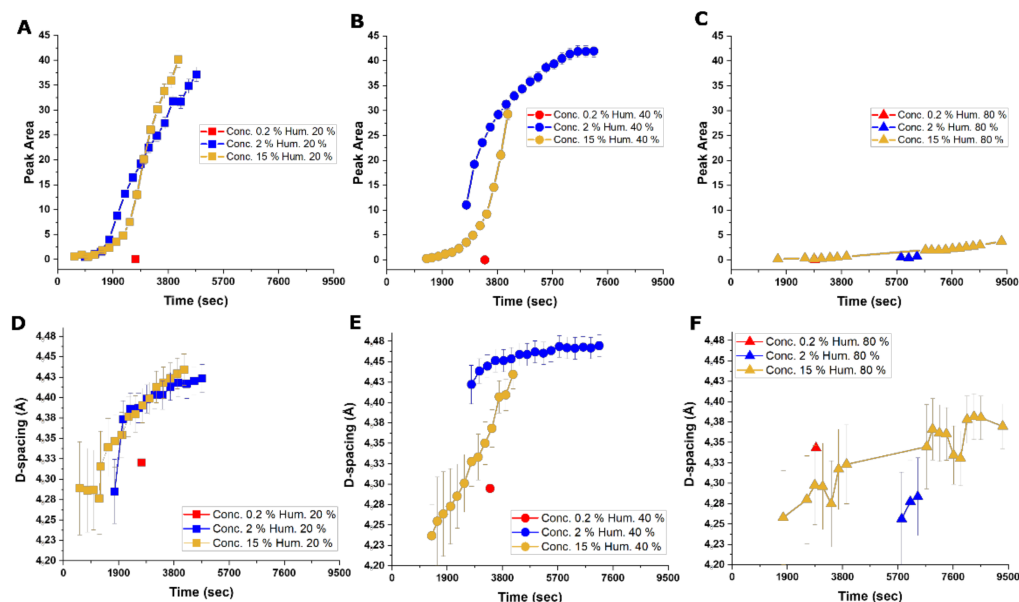 A
Peak Area
45
40
35
30
25
20
15
10
5
0
Conc. 0.2 % Hum. 20 %
Conc. 2 % Hum. 20 %
Conc. 15 % Hum. 20 %
0 1900 3800 5700 7600 9500
Time (sec)
B
Peak Area
45
40
35
30
25
20
15
10
5
0
Conc. 0.2 % Hum. 40 %
Conc. 2 % Hum. 40 %
Conc. 15 % Hum. 40 %
0 1900 3800 5700 7600 9500
Time (sec)
C
Peak Area
45
40
35
30
25
20
15
10
5
0
Conc. 0.2 % Hum. 80 %
Conc. 2 % Hum. 80 %
Conc. 15 % Hum. 80 %
0 1900 3800 5700 7600 9500
Time (sec)
D
D-spacing (Å)
4,48
4,45
4,43
4,40
4,38
4,35
4,33
4,30
4,28
4,25
4,23
4,20
Conc. 0.2 % Hum. 20 %
Conc. 2 % Hum. 20 %
Conc. 15 % Hum. 20 %
0 1900 3800 5700 7600 9500
Time (sec)
E
D-spacing (Å)
4,48
4,45
4,43
4,40
4,38
4,35
4,33
4,30
4,28
4,25
4,23
4,20
Conc. 0.2 % Hum. 40 %
Conc. 2 % Hum. 40 %
Conc. 15 % Hum. 40 %
0 1900 3800 5700 7600 9500
Time (sec)
F
D-spacing (Å)
4,48
4,45
4,43
4,40
4,38
4,35
4,33
4,30
4,28
4,25
4,23
4,20
Conc. 0.2 % Hum. 80 %
Conc. 2 % Hum. 80 %
Conc. 15 % Hum. 80 %
0 1900 3800 5700 7600 9500
Time (sec)